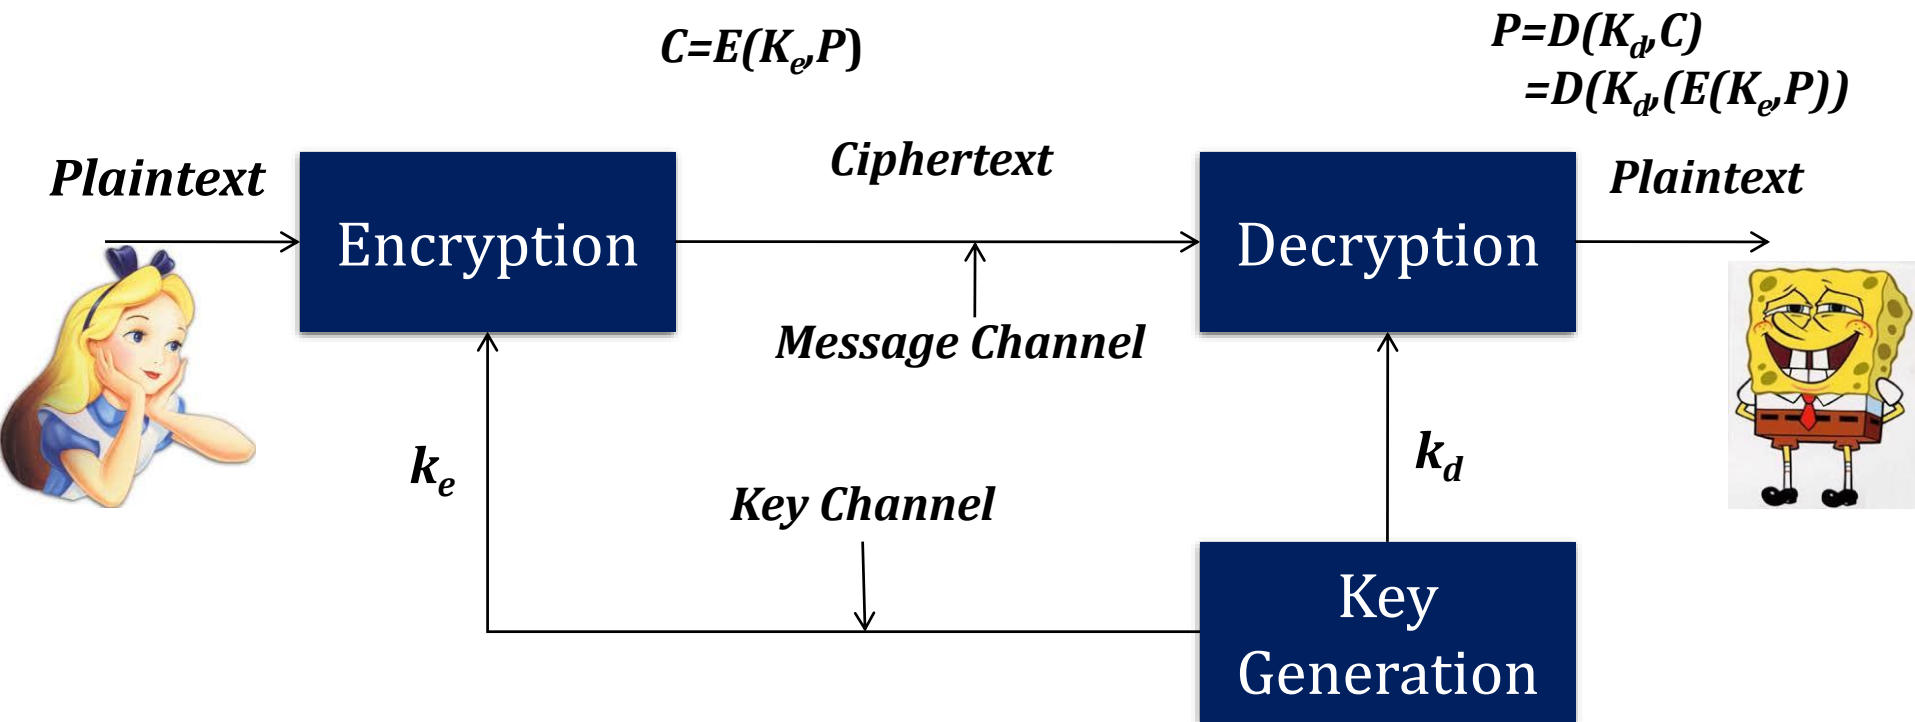 C=E(Ke,P)
P=D(Kd,C)
=D(Kd,(E(Ke,P))
Plaintext
Encryption
Ciphertext
Decryption
Plaintext
Message Channel
ke
Key Channel
kd
Key
Generation